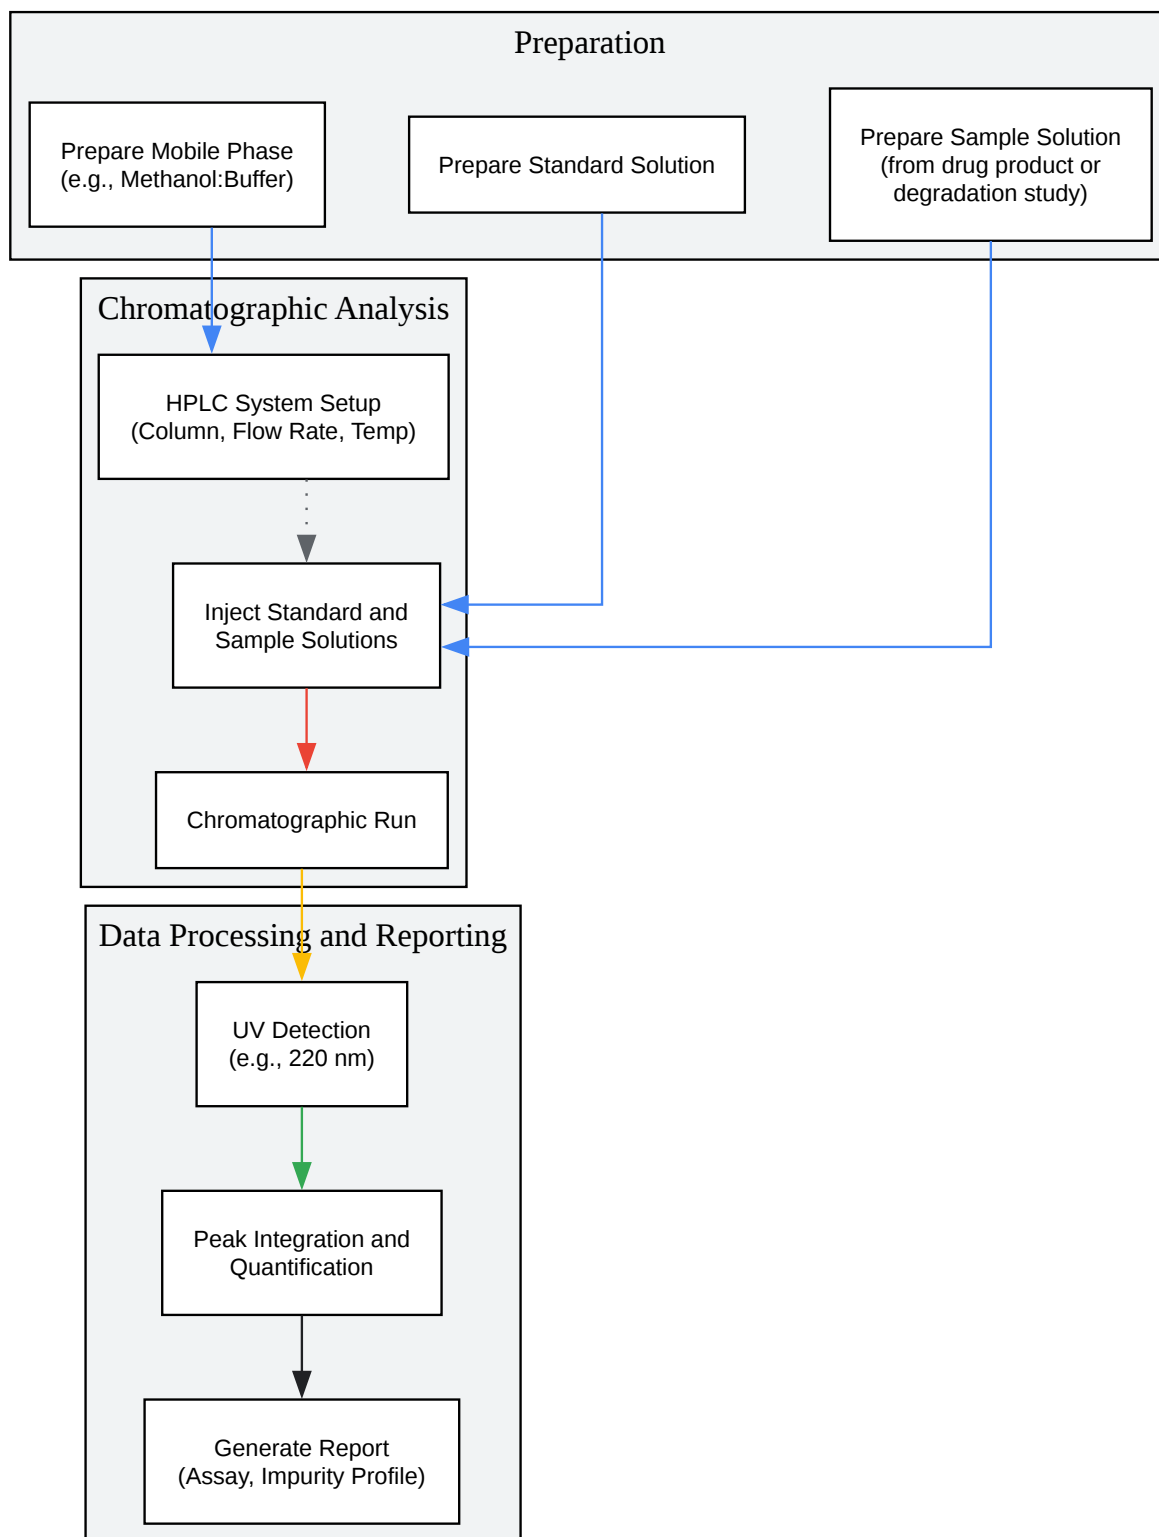 Preparation
Prepare Mobile Phase
(e.g., Methanol:Buffer)
Prepare Standard Solution
Prepare Sample Solution
(from drug product or
degradation study)
Chromatographic Analysis
HPLC System Setup
(Column, Flow Rate, Temp)
Inject Standard and
Sample Solutions
Chromatographic Run
Data Processing and Reporting
UV Detection
(e.g., 220 nm)
Peak Integration and
Quantification
Generate Report
(Assay, Impurity Profile)